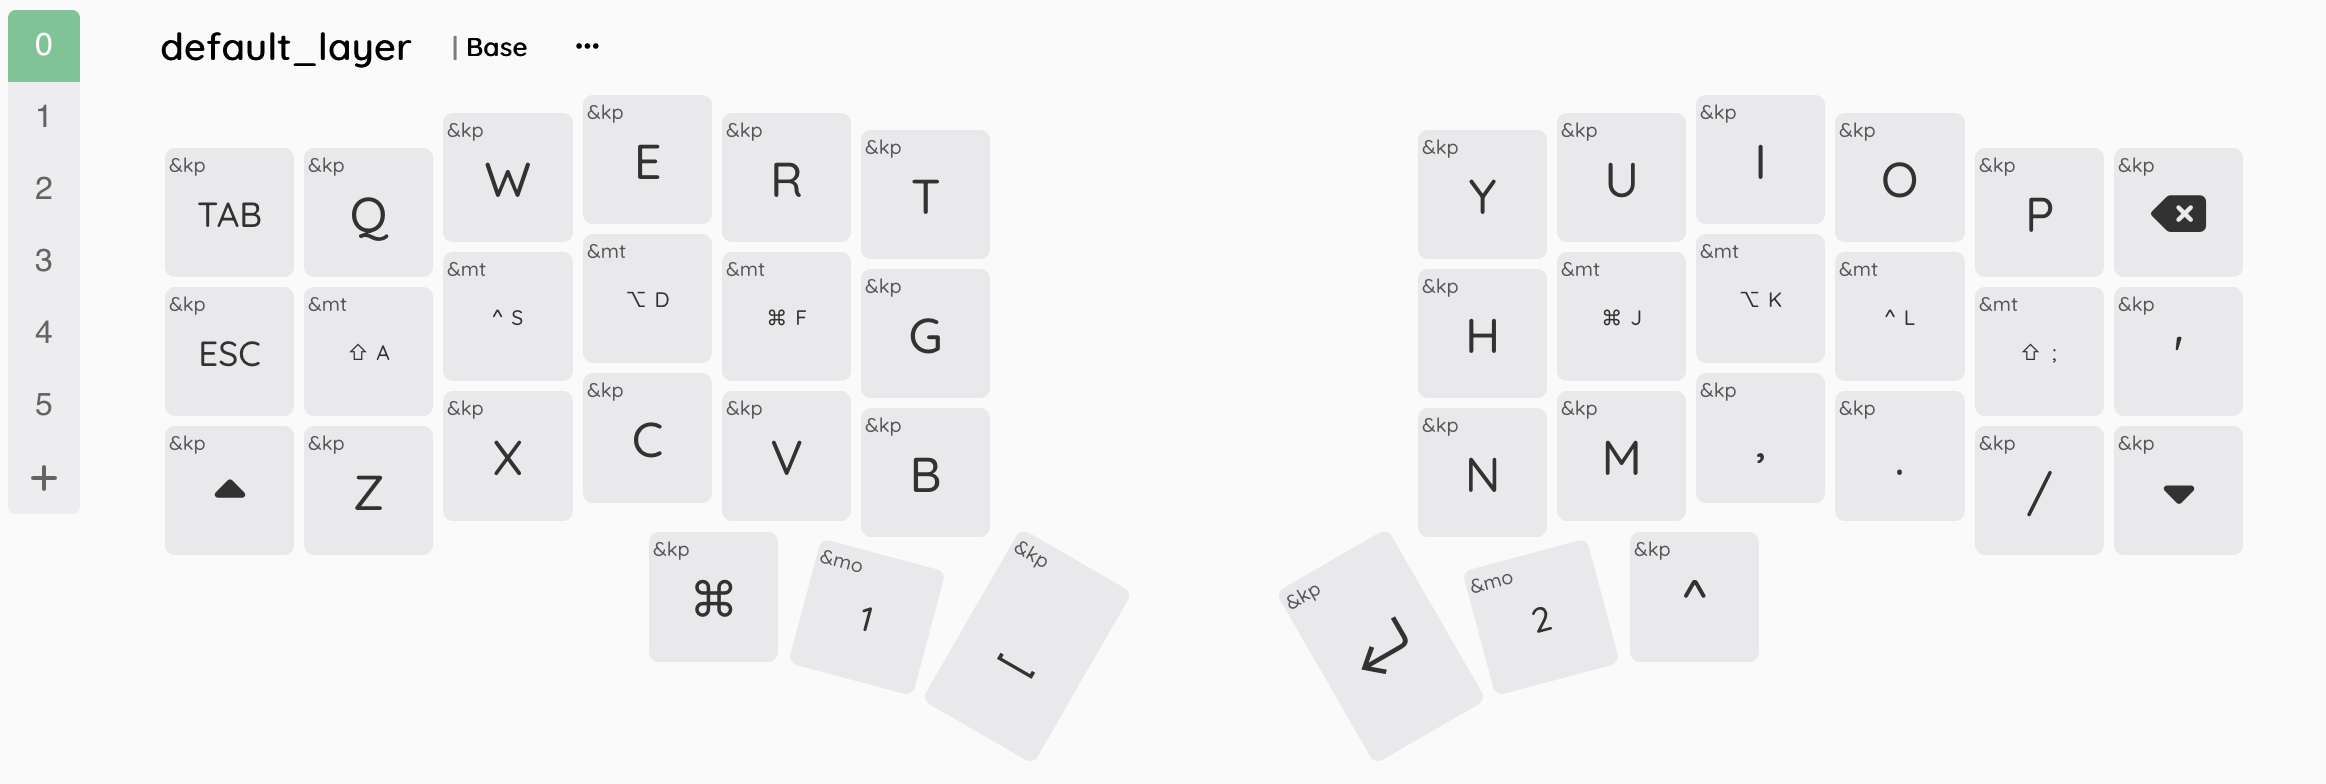 0
default_layer | Base ···
1
2
3
4
5
+
&kp TAB &kp Q &kp W &kp E &kp R &kp T &kp Y &kp U &kp I &kp O &kp P &kp
&kp ESC &mt ⇧ A &mt ^ S &mt ⌥ D &mt ⌘ F &kp G &kp H &mt ⌘ J &mt ⌥ K &mt ^ L &mt ⇧ ; &kp '
&kp ▲ &kp Z &kp X &kp C &kp V &kp B &kp N &kp M &kp , &kp . &kp / &kp ▼
&kp ⌘ &mo 1 &kp ⎵ &kp ↵ &mo 2 &kp ^